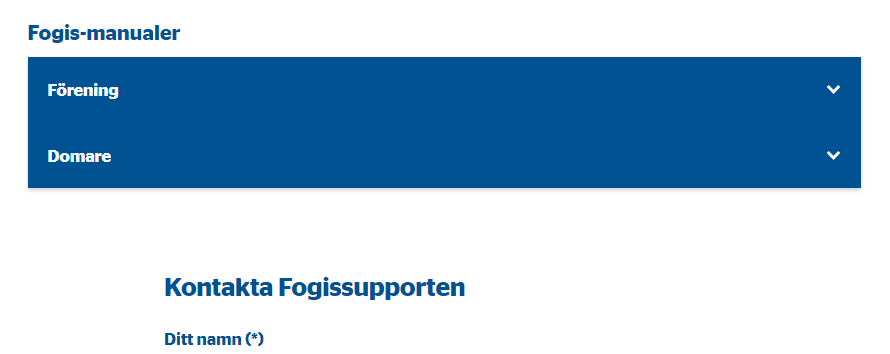 Fogis-manualer
Förening
Domare
Kontakta Fogissupporten
Ditt namn (*)